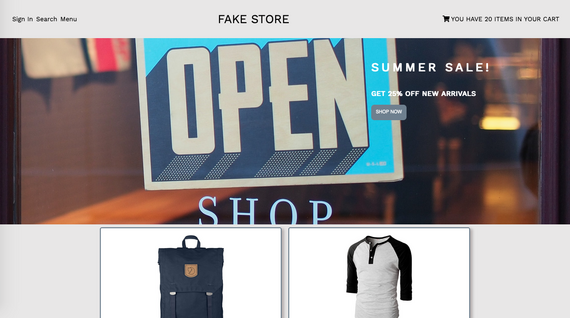 Sign In Search Menu
FAKE STORE
YOU HAVE 20 ITEMS IN YOUR CART
OPEN
SUMMER SALE!
GET 25% OFF NEW ARRIVALS
SHOP NOW
SHOP